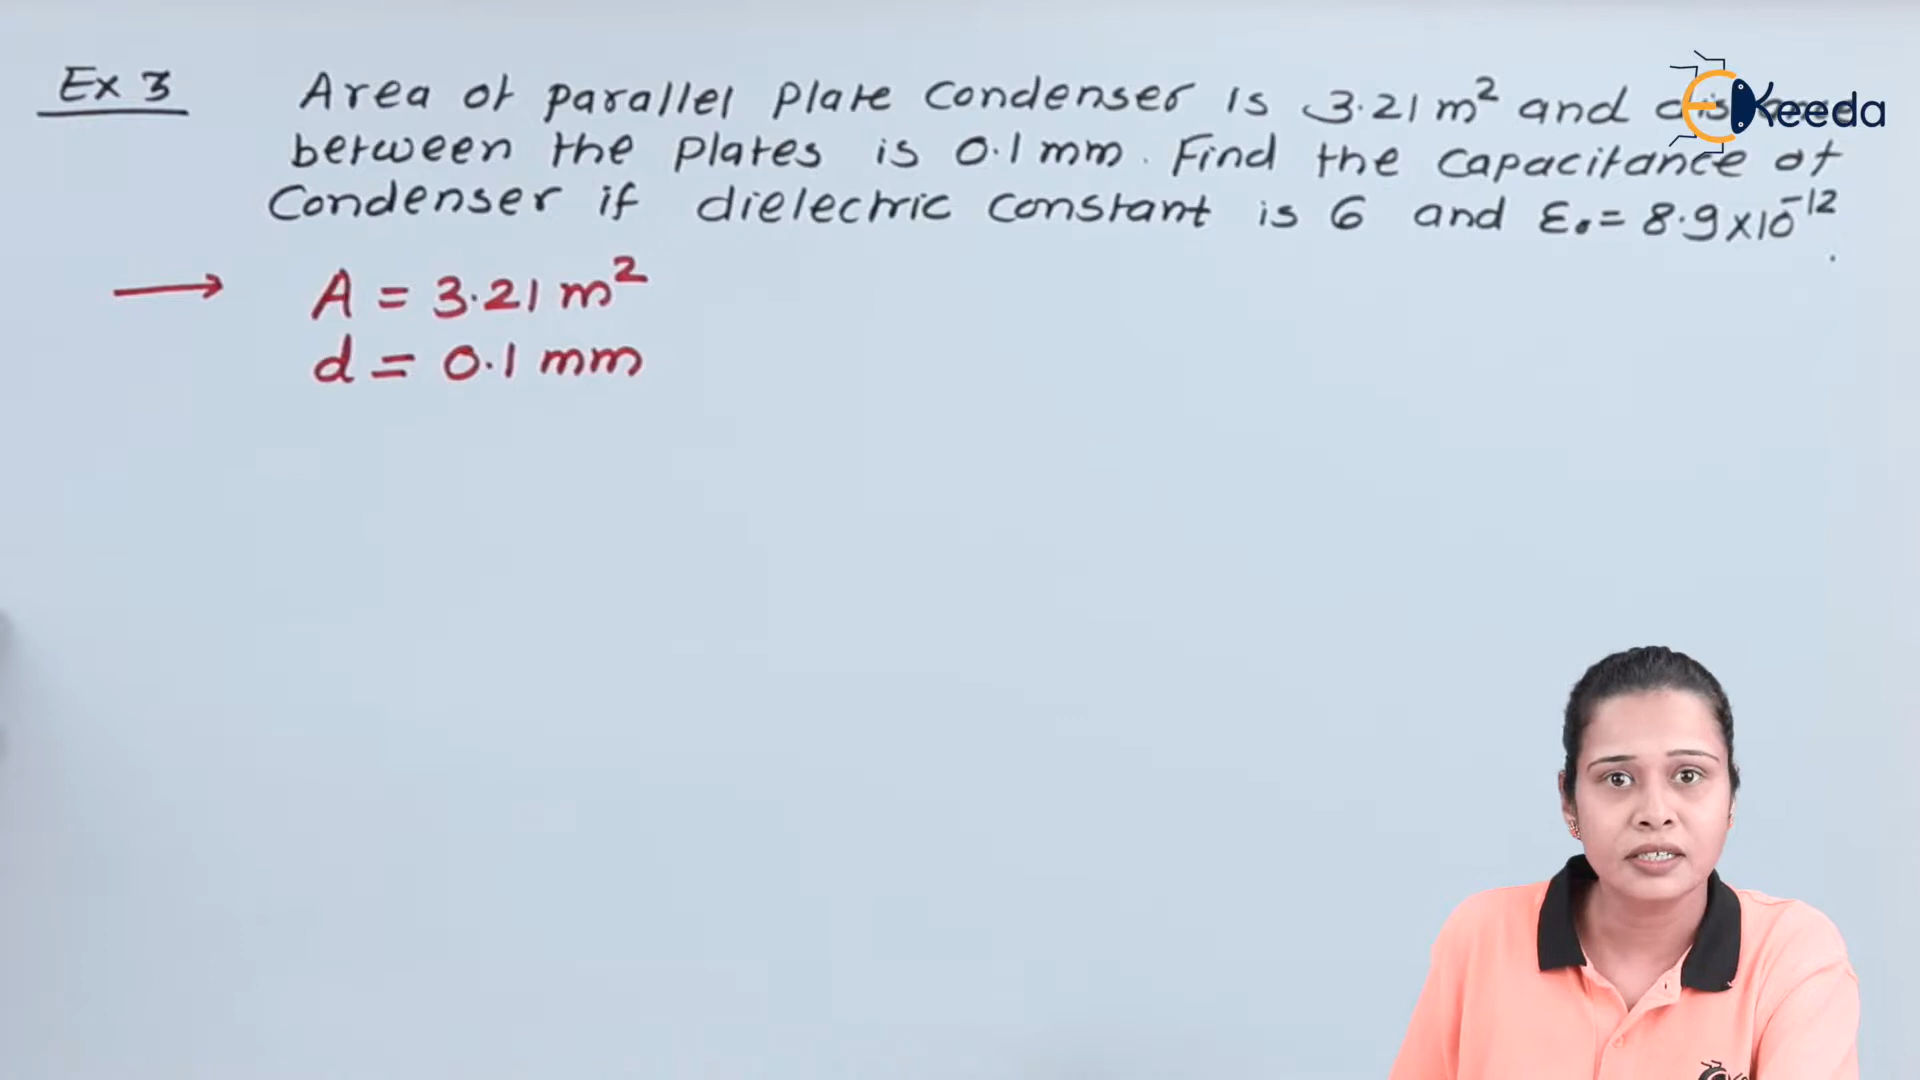 Ex 3 Area of parallel plate condenser is 3.21 m² and
between the plates is 0.1 mm. Find the capacitance of
condenser if dielectric constant is 6 and ε₀ = 8.9 x 10⁻¹²
→ A = 3.21 m²
d = 0.1 mm
Ekeeda